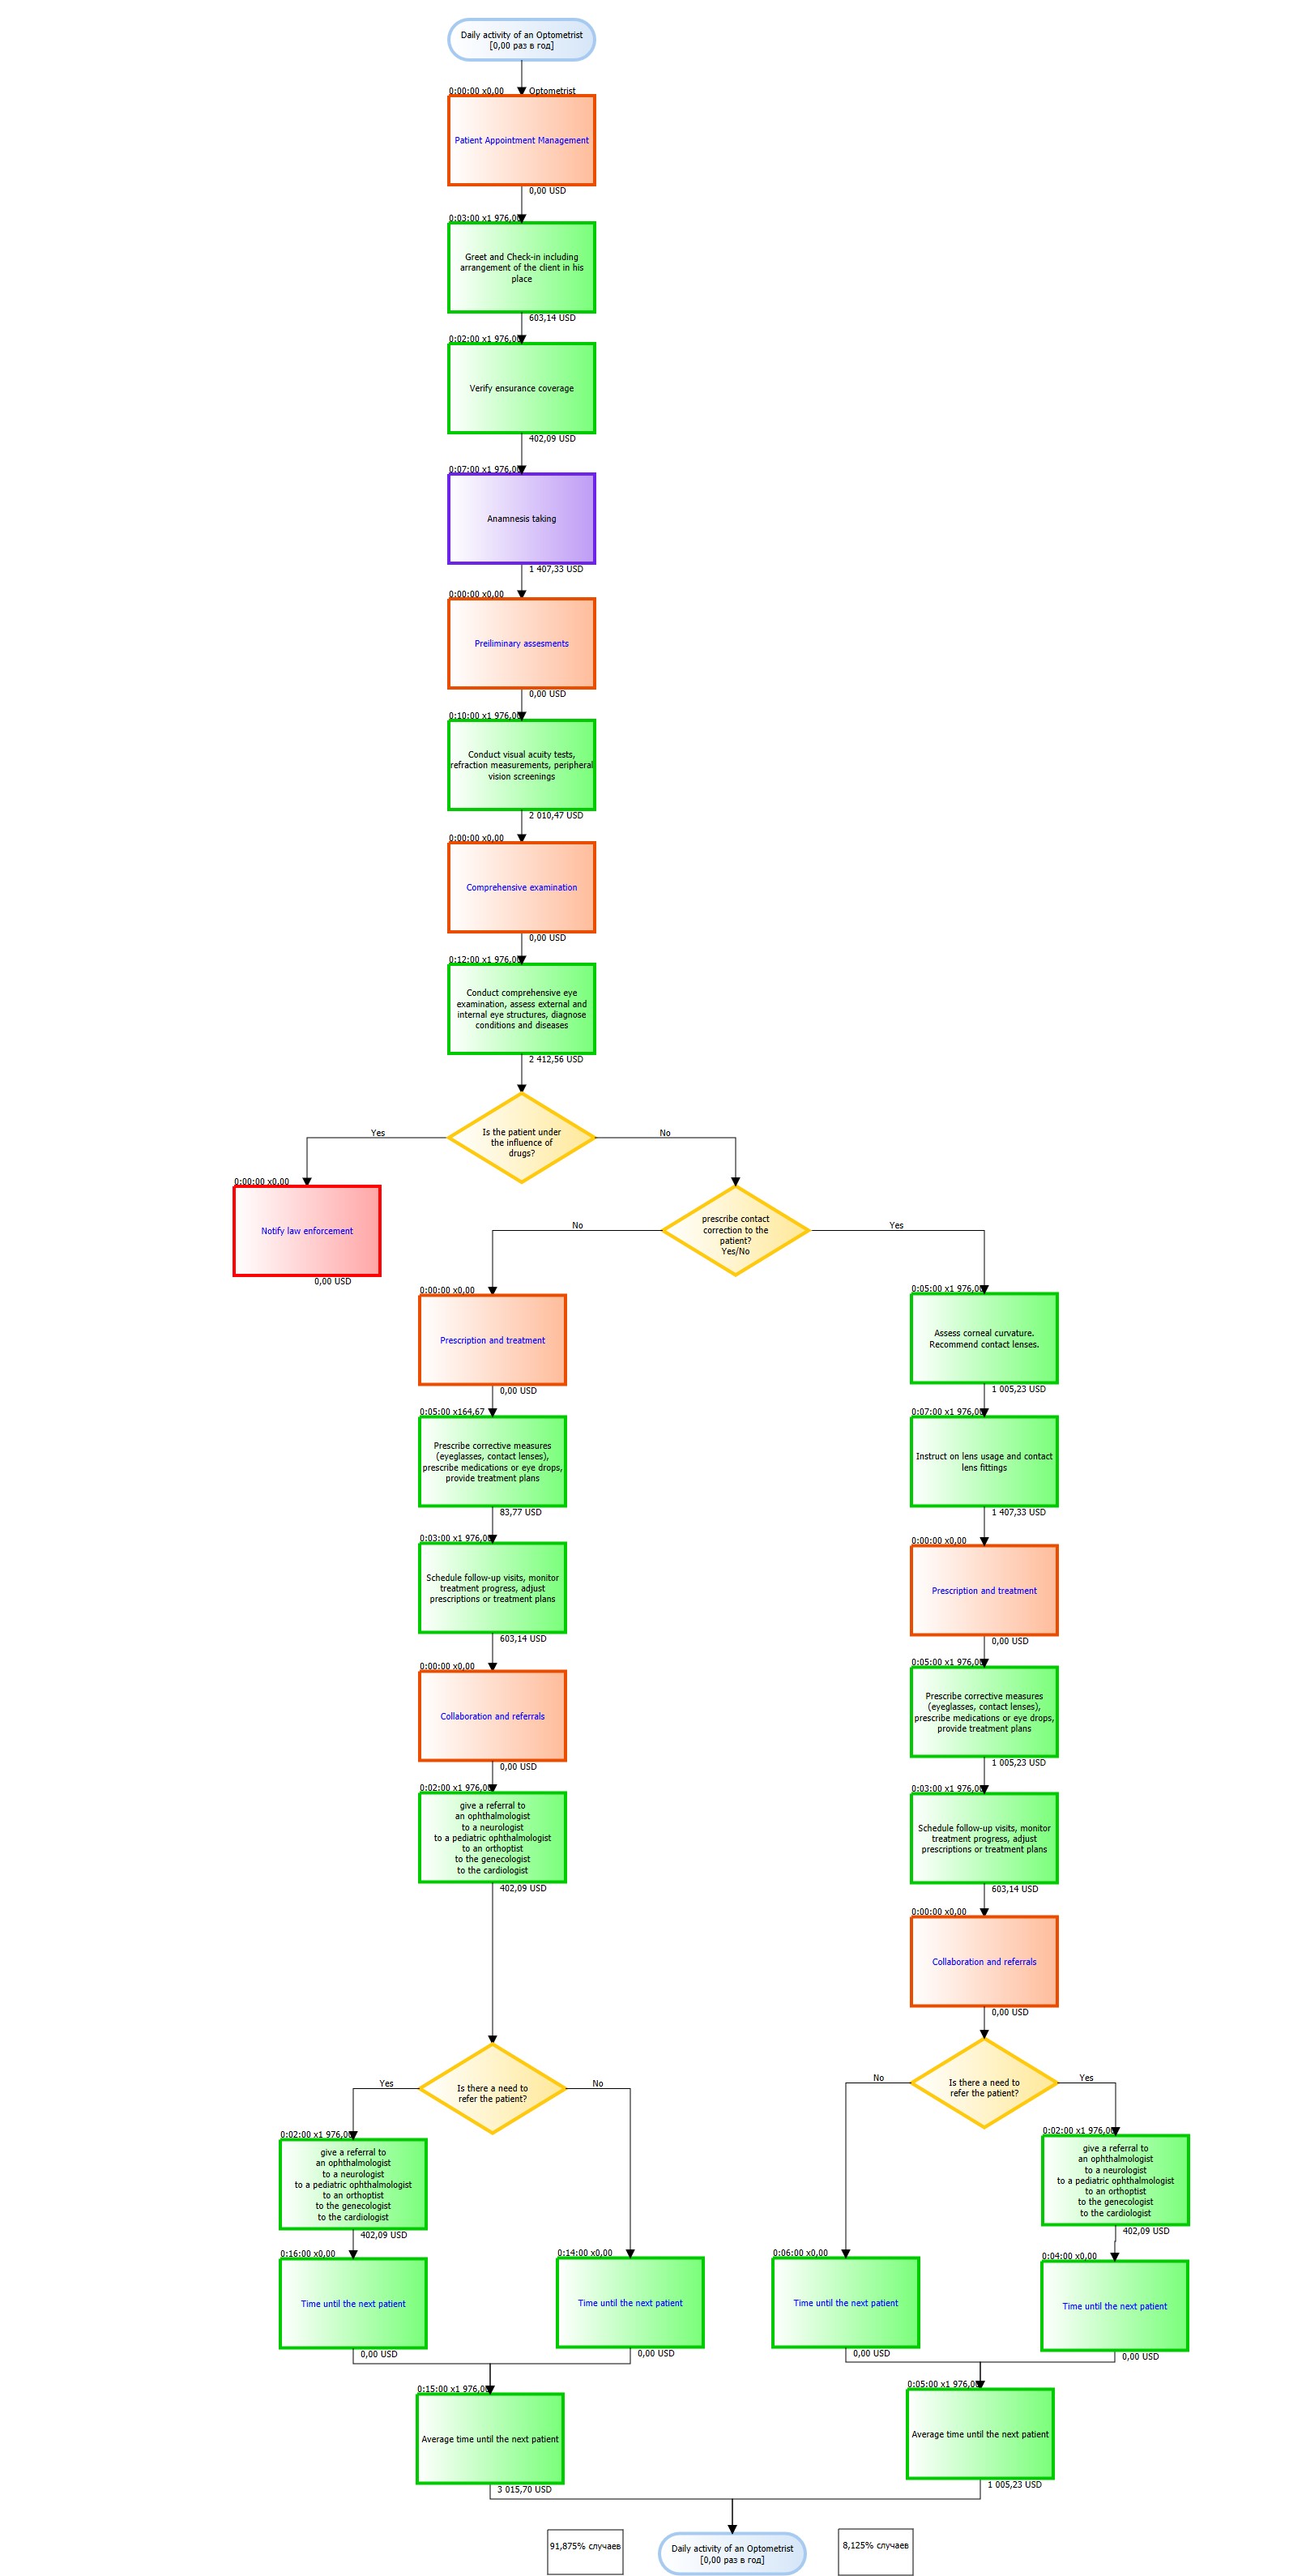 Daily activity of an Optometrist
[0,00 раз в год]
0:00:00 x0,00
Optometrist
Patient Appointment Management
0,00 USD
0:03:00 x1 976,00
Greet and Check-in including
arrangement of the client in his
place
603,14 USD
0:02:00 x1 976,00
Verify ensurance coverage
402,09 USD
0:07:00 x1 976,00
Anamnesis taking
1 407,33 USD
0:00:00 x0,00
Preiliminary assesments
0,00 USD
0:10:00 x1 976,00
Conduct visual acuity tests,
refraction measurements, peripheral
vision screenings
2 010,47 USD
0:00:00 x0,00
Comprehensive examination
0,00 USD
0:12:00 x1 976,00
Conduct comprehensive eye
examination, assess external and
internal eye structures, diagnose
conditions and diseases
2 412,56 USD
Is the patient under
the influence of
drugs?
Yes
No
0:00:00 x0,00
Notify law enforcement
0,00 USD
prescribe contact
correction to the
patient?
Yes/No
No
Yes
0:00:00 x0,00
Prescription and treatment
0,00 USD
0:05:00 x164,67
Prescribe corrective measures
(eyeglasses, contact lenses),
prescribe medications or eye drops,
provide treatment plans
83,77 USD
0:03:00 x1 976,00
Schedule follow-up visits, monitor
treatment progress, adjust
prescriptions or treatment plans
603,14 USD
0:00:00 x0,00
Collaboration and referrals
0,00 USD
0:02:00 x1 976,00
give a referral to
an ophthalmologist
to a neurologist
to a pediatric ophthalmologist
to an orthoptist
to the genecologist
to the cardiologist
402,09 USD
Is there a need to
refer the patient?
Yes
No
0:02:00 x1 976,00
give a referral to
an ophthalmologist
to a neurologist
to a pediatric ophthalmologist
to an orthoptist
to the genecologist
to the cardiologist
402,09 USD
0:16:00 x0,00
Time until the next patient
0,00 USD
0:14:00 x0,00
Time until the next patient
0,00 USD
0:15:00 x1 976,00
Average time until the next patient
3 015,70 USD
0:05:00 x1 976,00
Assess corneal curvature.
Recommend contact lenses.
1 005,23 USD
0:07:00 x1 976,00
Instruct on lens usage and contact
lens fittings
1 407,33 USD
0:00:00 x0,00
Prescription and treatment
0,00 USD
0:05:00 x1 976,00
Prescribe corrective measures
(eyeglasses, contact lenses),
prescribe medications or eye drops,
provide treatment plans
1 005,23 USD
0:03:00 x1 976,00
Schedule follow-up visits, monitor
treatment progress, adjust
prescriptions or treatment plans
603,14 USD
0:00:00 x0,00
Collaboration and referrals
0,00 USD
Is there a need to
refer the patient?
No
Yes
0:02:00 x1 976,00
give a referral to
an ophthalmologist
to a neurologist
to a pediatric ophthalmologist
to an orthoptist
to the genecologist
to the cardiologist
402,09 USD
0:06:00 x0,00
Time until the next patient
0,00 USD
0:04:00 x0,00
Time until the next patient
0,00 USD
0:05:00 x1 976,00
Average time until the next patient
1 005,23 USD
91,875% случаев
Daily activity of an Optometrist
[0,00 раз в год]
8,125% случаев